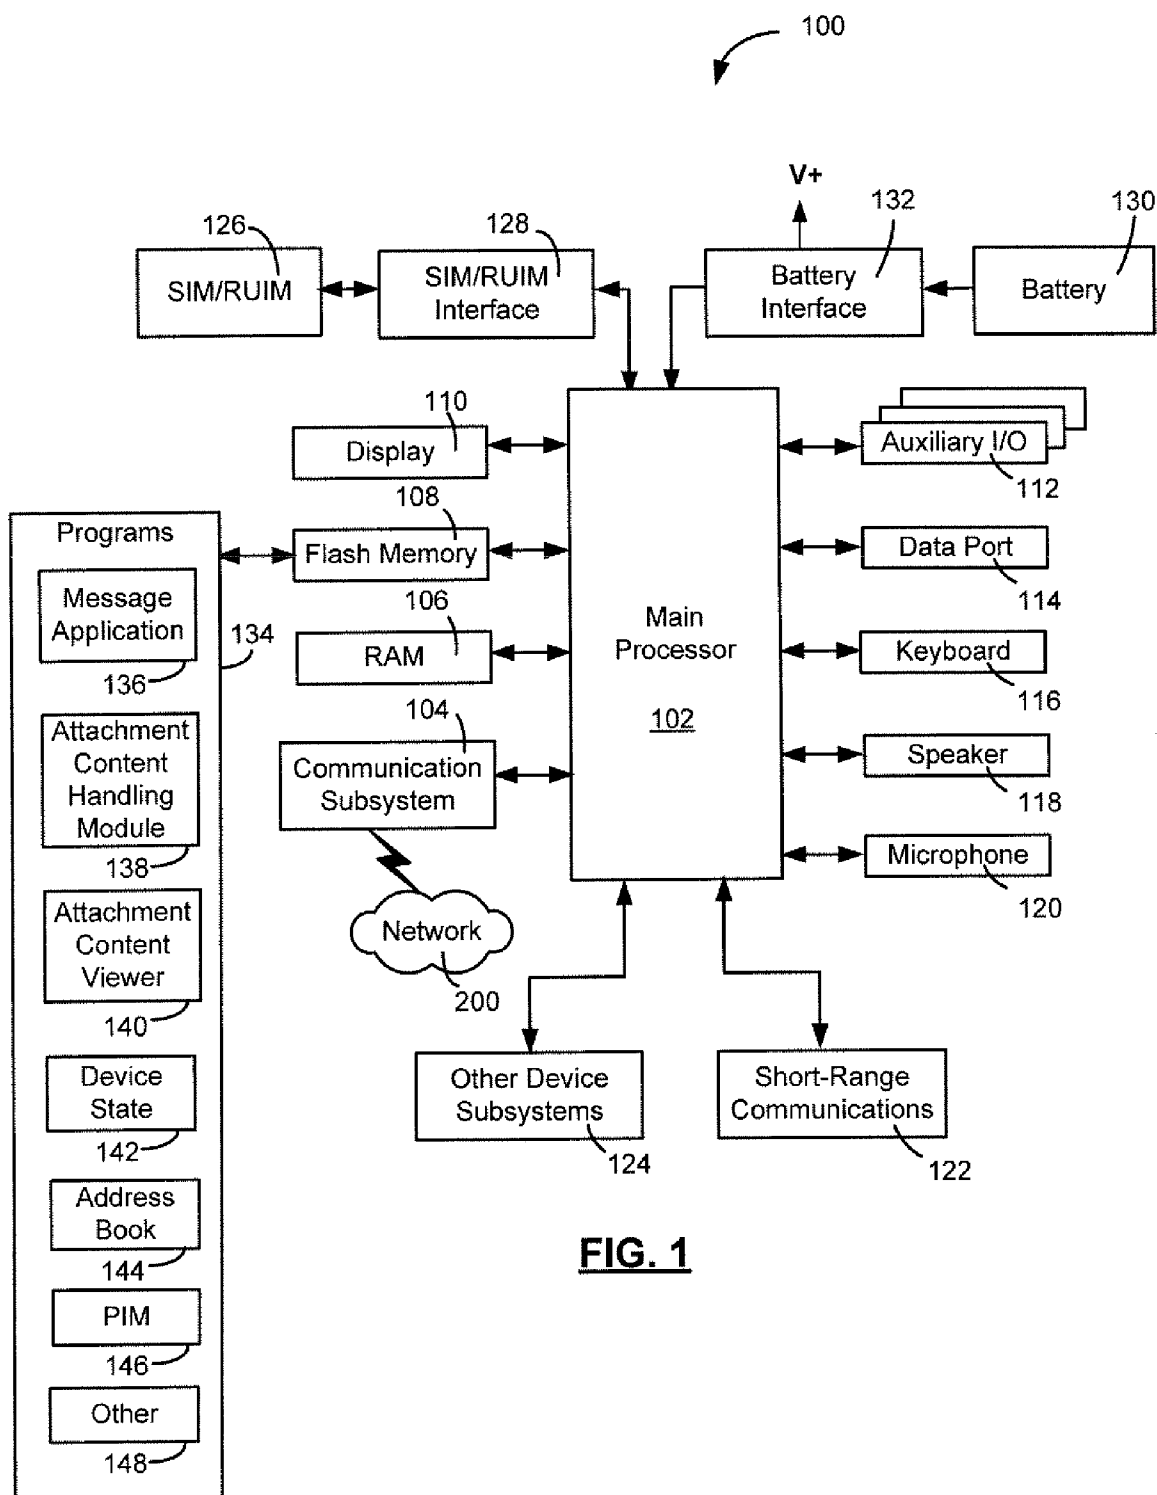 100
V+
126
128
132
130
SIM/RUIM
SIM/RUIM
Interface
Battery
Interface
Battery
110
Display
Auxiliary I/O
112
108
Flash Memory
Data Port
114
106
RAM
Keyboard
116
104
Communication
Subsystem
Speaker
118
Main
Processor
102
Microphone
120
Network
200
Other Device
Subsystems
124
Short-Range
Communications
122
Programs
134
Message
Application
136
Attachment
Content
Handling
Module
138
Attachment
Content
Viewer
140
Device
State
142
Address
Book
144
PIM
146
Other
148
FIG. 1